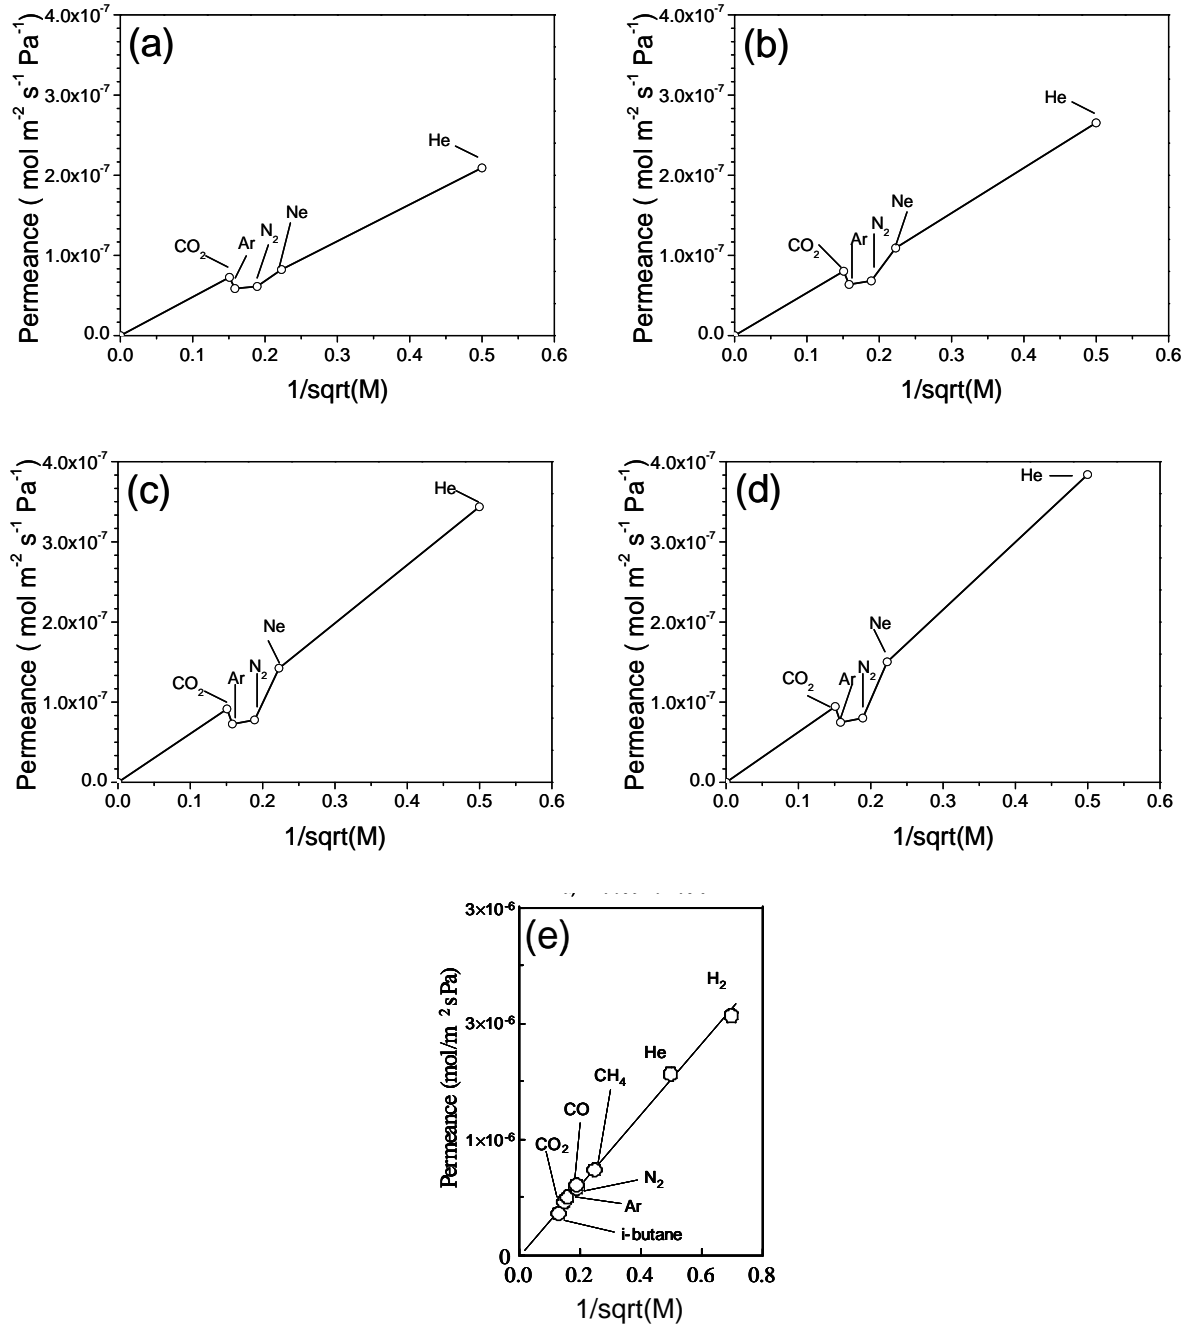 (a)
Permeance ( mol m-2 s-1 Pa-1)
4.0x10-7
3.0x10-7
2.0x10-7
1.0x10-7
0.0
He
Ne
N2
Ar
CO2
0.0 0.1 0.2 0.3 0.4 0.5 0.6
1/sqrt(M)
(b)
Permeance ( mol m-2 s-1 Pa-1)
4.0x10-7
3.0x10-7
2.0x10-7
1.0x10-7
0.0
He
Ne
N2
Ar
CO2
0.0 0.1 0.2 0.3 0.4 0.5 0.6
1/sqrt(M)
(c)
Permeance ( mol m-2 s-1 Pa-1)
4.0x10-7
3.0x10-7
2.0x10-7
1.0x10-7
0.0
He
Ne
N2
Ar
CO2
0.0 0.1 0.2 0.3 0.4 0.5 0.6
1/sqrt(M)
(d)
Permeance ( mol m-2 s-1 Pa-1)
4.0x10-7
3.0x10-7
2.0x10-7
1.0x10-7
0.0
He
Ne
N2
Ar
CO2
0.0 0.1 0.2 0.3 0.4 0.5 0.6
1/sqrt(M)
(e)
Permeance (mol/m 2 sPa)
3×10-6
3×10-6
1×10-6
0
H2
He
CH4
CO
CO2
N2
Ar
i-butane
0.0 0.2 0.4 0.6 0.8
1/sqrt(M)